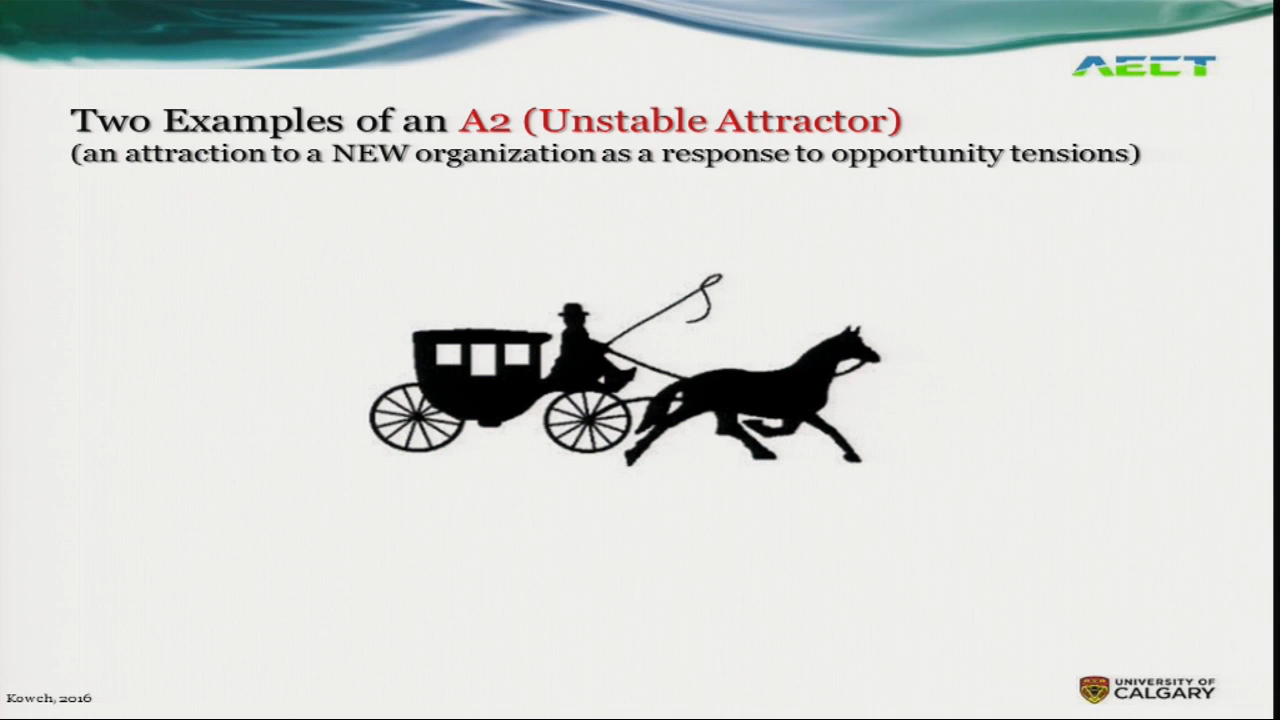 AECT
Two Examples of an A2 (Unstable Attractor)
(an attraction to a NEW organization as a response to opportunity tensions)
Kowch, 2016
UNIVERSITY OF
CALGARY